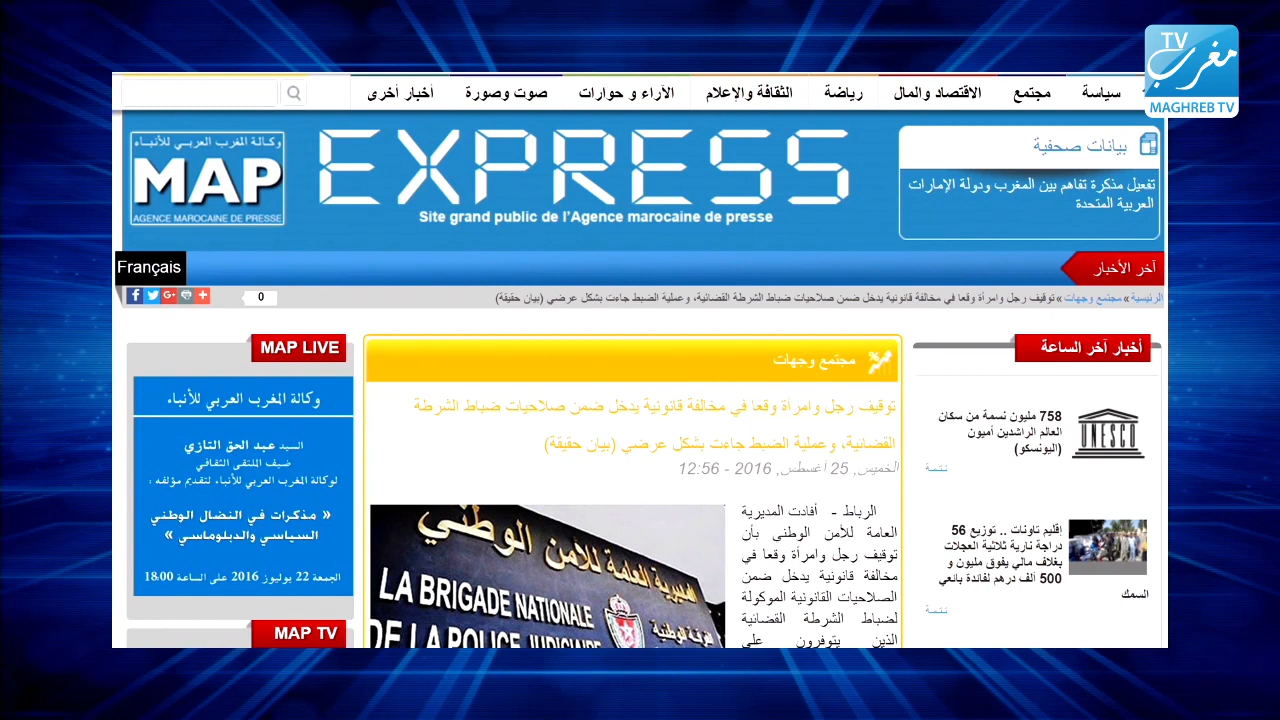 TV
مغرب
MAGHREB TV
سياسة
مجتمع
الاقتصاد والمال
رياضة
الثقافة والإعلام
الآراء و حوارات
صوت وصورة
أخبار أخرى
وكالة المغرب العربي للأنباء
MAP
AGENCE MAROCAINE DE PRESSE
EXPRESS
Site grand public de l'Agence marocaine de presse
بيانات صحفية
تفعيل مذكرة تفاهم بين المغرب ودولة الإمارات
العربية المتحدة
آخر الأخبار
Français
0
الرئيسية » مجتمع وجهات » توقيف رجل وامرأة وقعا في مخالفة قانونية يدخل ضمن صلاحيات ضباط الشرطة القضائية، وعملية الضبط جاءت بشكل عرضي (بيان حقيقة)
أخبار آخر الساعة
758 مليون نسمة من سكان
العالم الراشدين أميون
(اليونسكو)
تتمة
UNESCO
إقليم تاونات .. توزيع 56
دراجة نارية ثلاثية العجلات
بغلاف مالي يفوق مليون و
500 ألف درهم لفائدة بائعي
السمك
تتمة
مجتمع وجهات
توقيف رجل وامرأة وقعا في مخالفة قانونية يدخل ضمن صلاحيات ضباط الشرطة
القضائية، وعملية الضبط جاءت بشكل عرضي (بيان حقيقة)
الخميس, 25 اغسطس, 2016 - 12:56
الرباط - أفادت المديرية
العامة للأمن الوطني بأن
توقيف رجل وامرأة وقعا في
مخالفة قانونية يدخل ضمن
الصلاحيات القانونية الموكولة
لضباط الشرطة القضائية
الذين يتوفرون على
المديرية العامة للأمن الوطني
LA BRIGADE NATIONALE
DE LA POLICE JUDICIAIRE
الفرقة الوطنية
MAP LIVE
وكالة المغرب العربي للأنباء
السيد عبد الحق التازي
ضيف الملتقى الثقافي
لوكالة المغرب العربي للأنباء لتقديم مؤلفه :
« مذكرات في النضال الوطني
السياسي والدبلوماسي »
الجمعة 22 يوليوز 2016 على الساعة 18:00
MAP TV